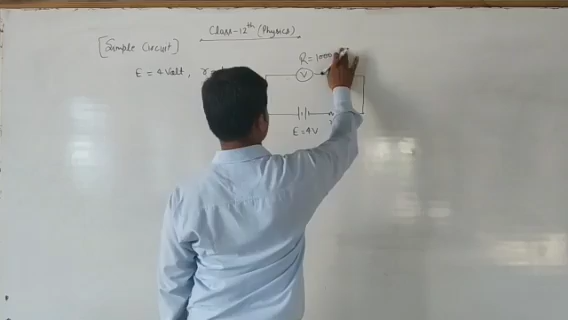 Class-12th (Physics)
[Simple Circuit]
R = 1000
E = 4 Volt, r
V
E = 4V